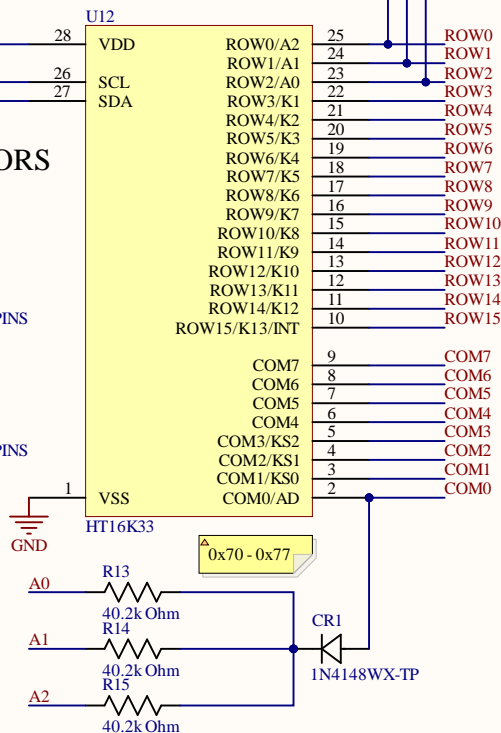 U12
28 VDD ROW0/A2 25 ROW0
ROW1/A1 24 ROW1
26 SCL ROW2/A0 23 ROW2
27 SDA ROW3/K1 22 ROW3
ROW4/K2 21 ROW4
ORS ROW5/K3 20 ROW5
ROW6/K4 19 ROW6
ROW7/K5 18 ROW7
ROW8/K6 17 ROW8
ROW9/K7 16 ROW9
ROW10/K8 15 ROW10
ROW11/K9 14 ROW11
ROW12/K10 13 ROW12
ROW13/K11 12 ROW13
ROW14/K12 11 ROW14
PINS ROW15/K13/INT 10 ROW15
COM7 9 COM7
COM6 8 COM6
COM5 7 COM5
COM4 6 COM4
COM3/KS2 5 COM3
PINS COM2/KS1 4 COM2
COM1/KS0 3 COM1
1 VSS COM0/AD 2 COM0
HT16K33
GND
0x70 - 0x77
R13
A0
40.2k Ohm
R14
CR1
A1
40.2k Ohm
1N4148WX-TP
R15
A2
40.2k Ohm